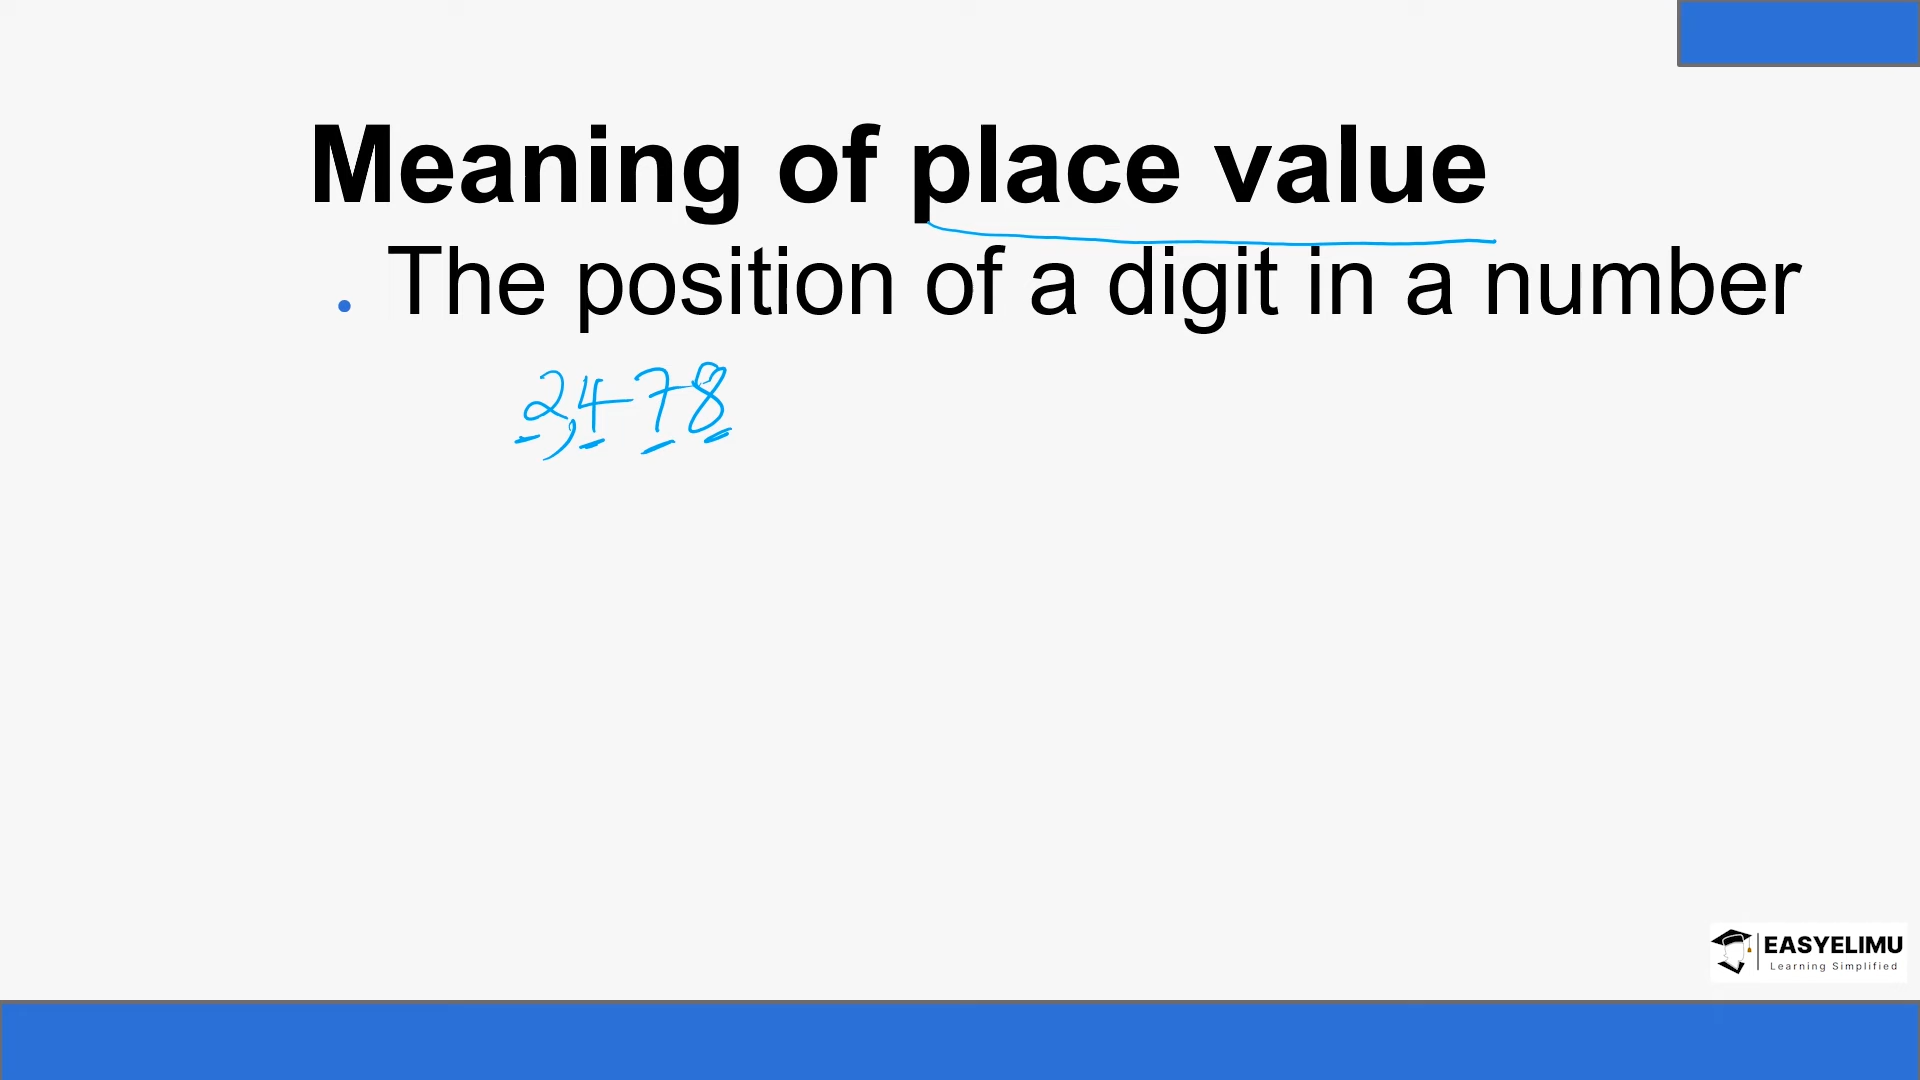 Meaning of place value
. The position of a digit in a number
2,478
EASYELIMU
Learning Simplified